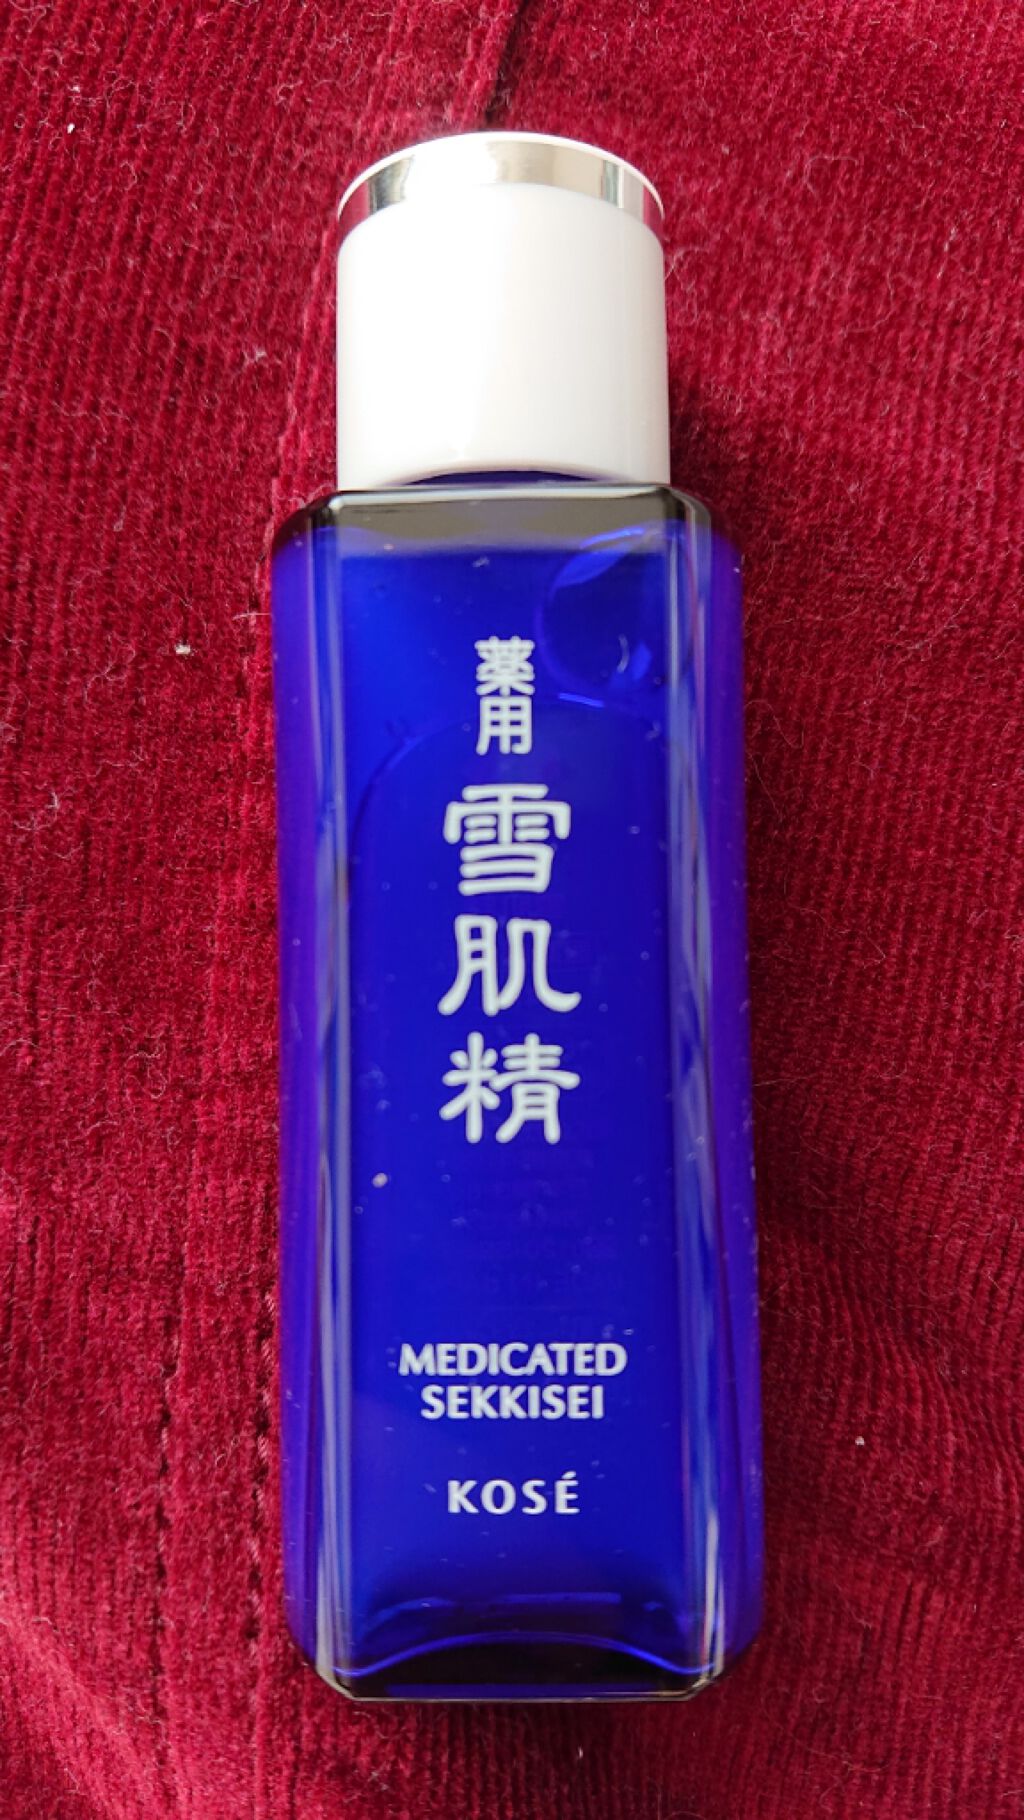 薬用
雪肌精
MEDICATED
SEKKISEI
KOSÉ